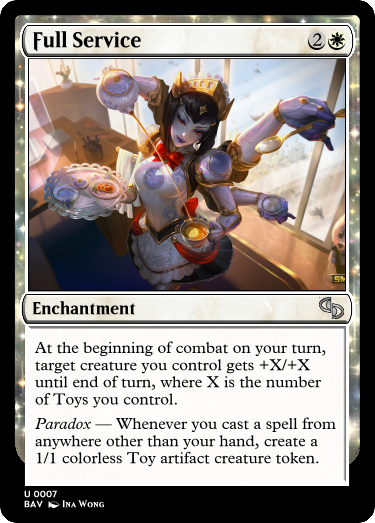 Full Service
2
Enchantment
At the beginning of combat on your turn,
target creature you control gets +X/+X
until end of turn, where X is the number
of Toys you control.
Paradox — Whenever you cast a spell from
anywhere other than your hand, create a
1/1 colorless Toy artifact creature token.
U 0007
BAV Ina Wong